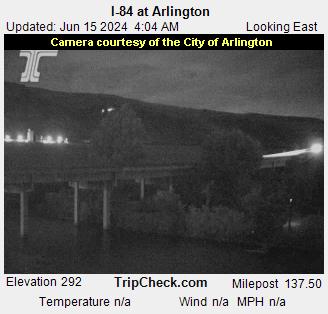 I-84 at Arlington
Updated: Jun 15 2024 4:04 AM Looking East
Camera courtesy of the City of Arlington
Elevation 292 TripCheck.com Milepost 137.50
Temperature n/a Wind n/a MPH n/a